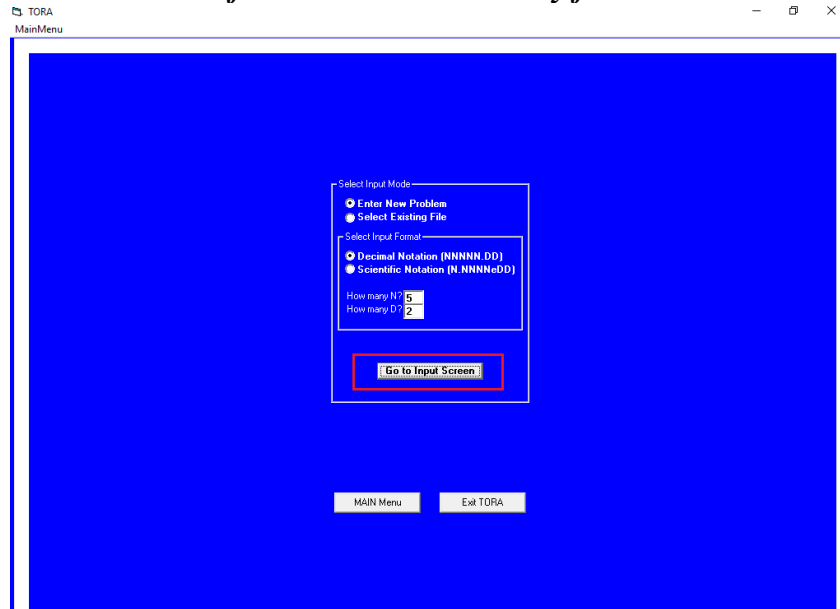 TORA
MainMenu
Select Input Mode
Enter New Problem
Select Existing File
Select Input Format
Decimal Notation (NNNNN.DD)
Scientific Notation (N.NNNNeDD)
How many N? 5
How many D? 2
Go to Input Screen
MAIN Menu Exit TORA